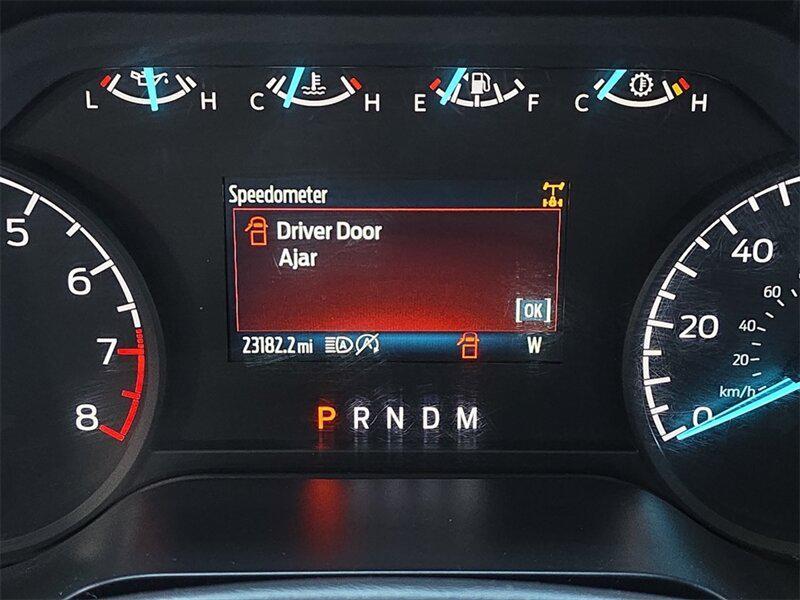 L H C H E F C H
Speedometer
Driver Door
Ajar
OK
23182.2 mi A A W
P R N D M
5
6
7
8
40
20
0
60
40
20
km/h